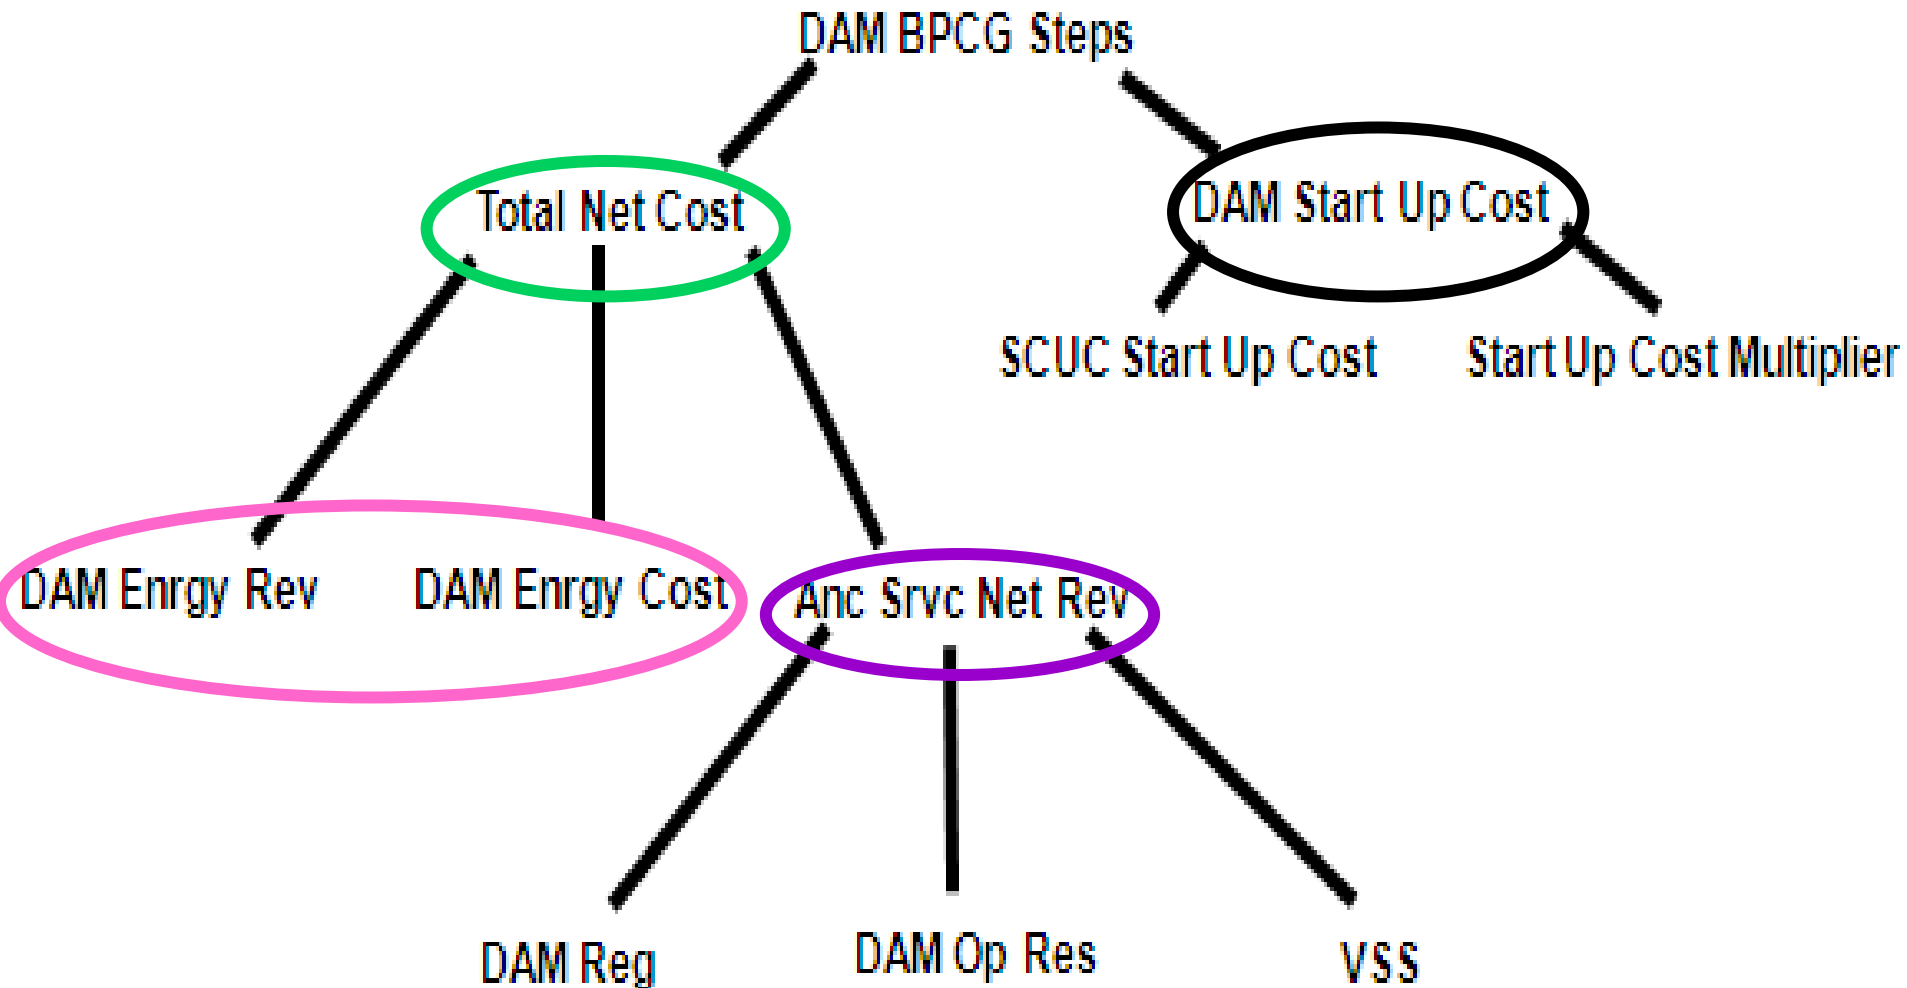 DAM BPCG Steps
Total Net Cost
DAM Start Up Cost
SCUC Start Up Cost
Start Up Cost Multiplier
DAM Enrgy Rev
DAM Enrgy Cost
Anc Srvc Net Rev
DAM Reg
DAM Op Res
VSS